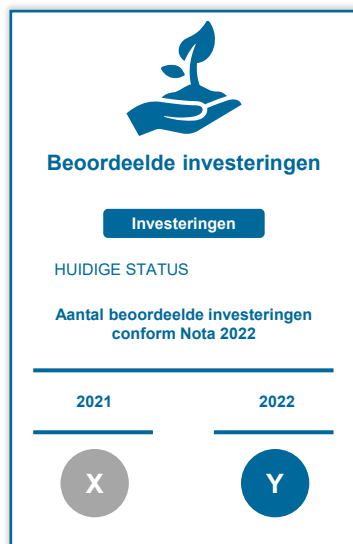 Beoordeelde investeringen
Investeringen
HUIDIGE STATUS
Aantal beoordeelde investeringen
conform Nota 2022
2021 2022
X Y